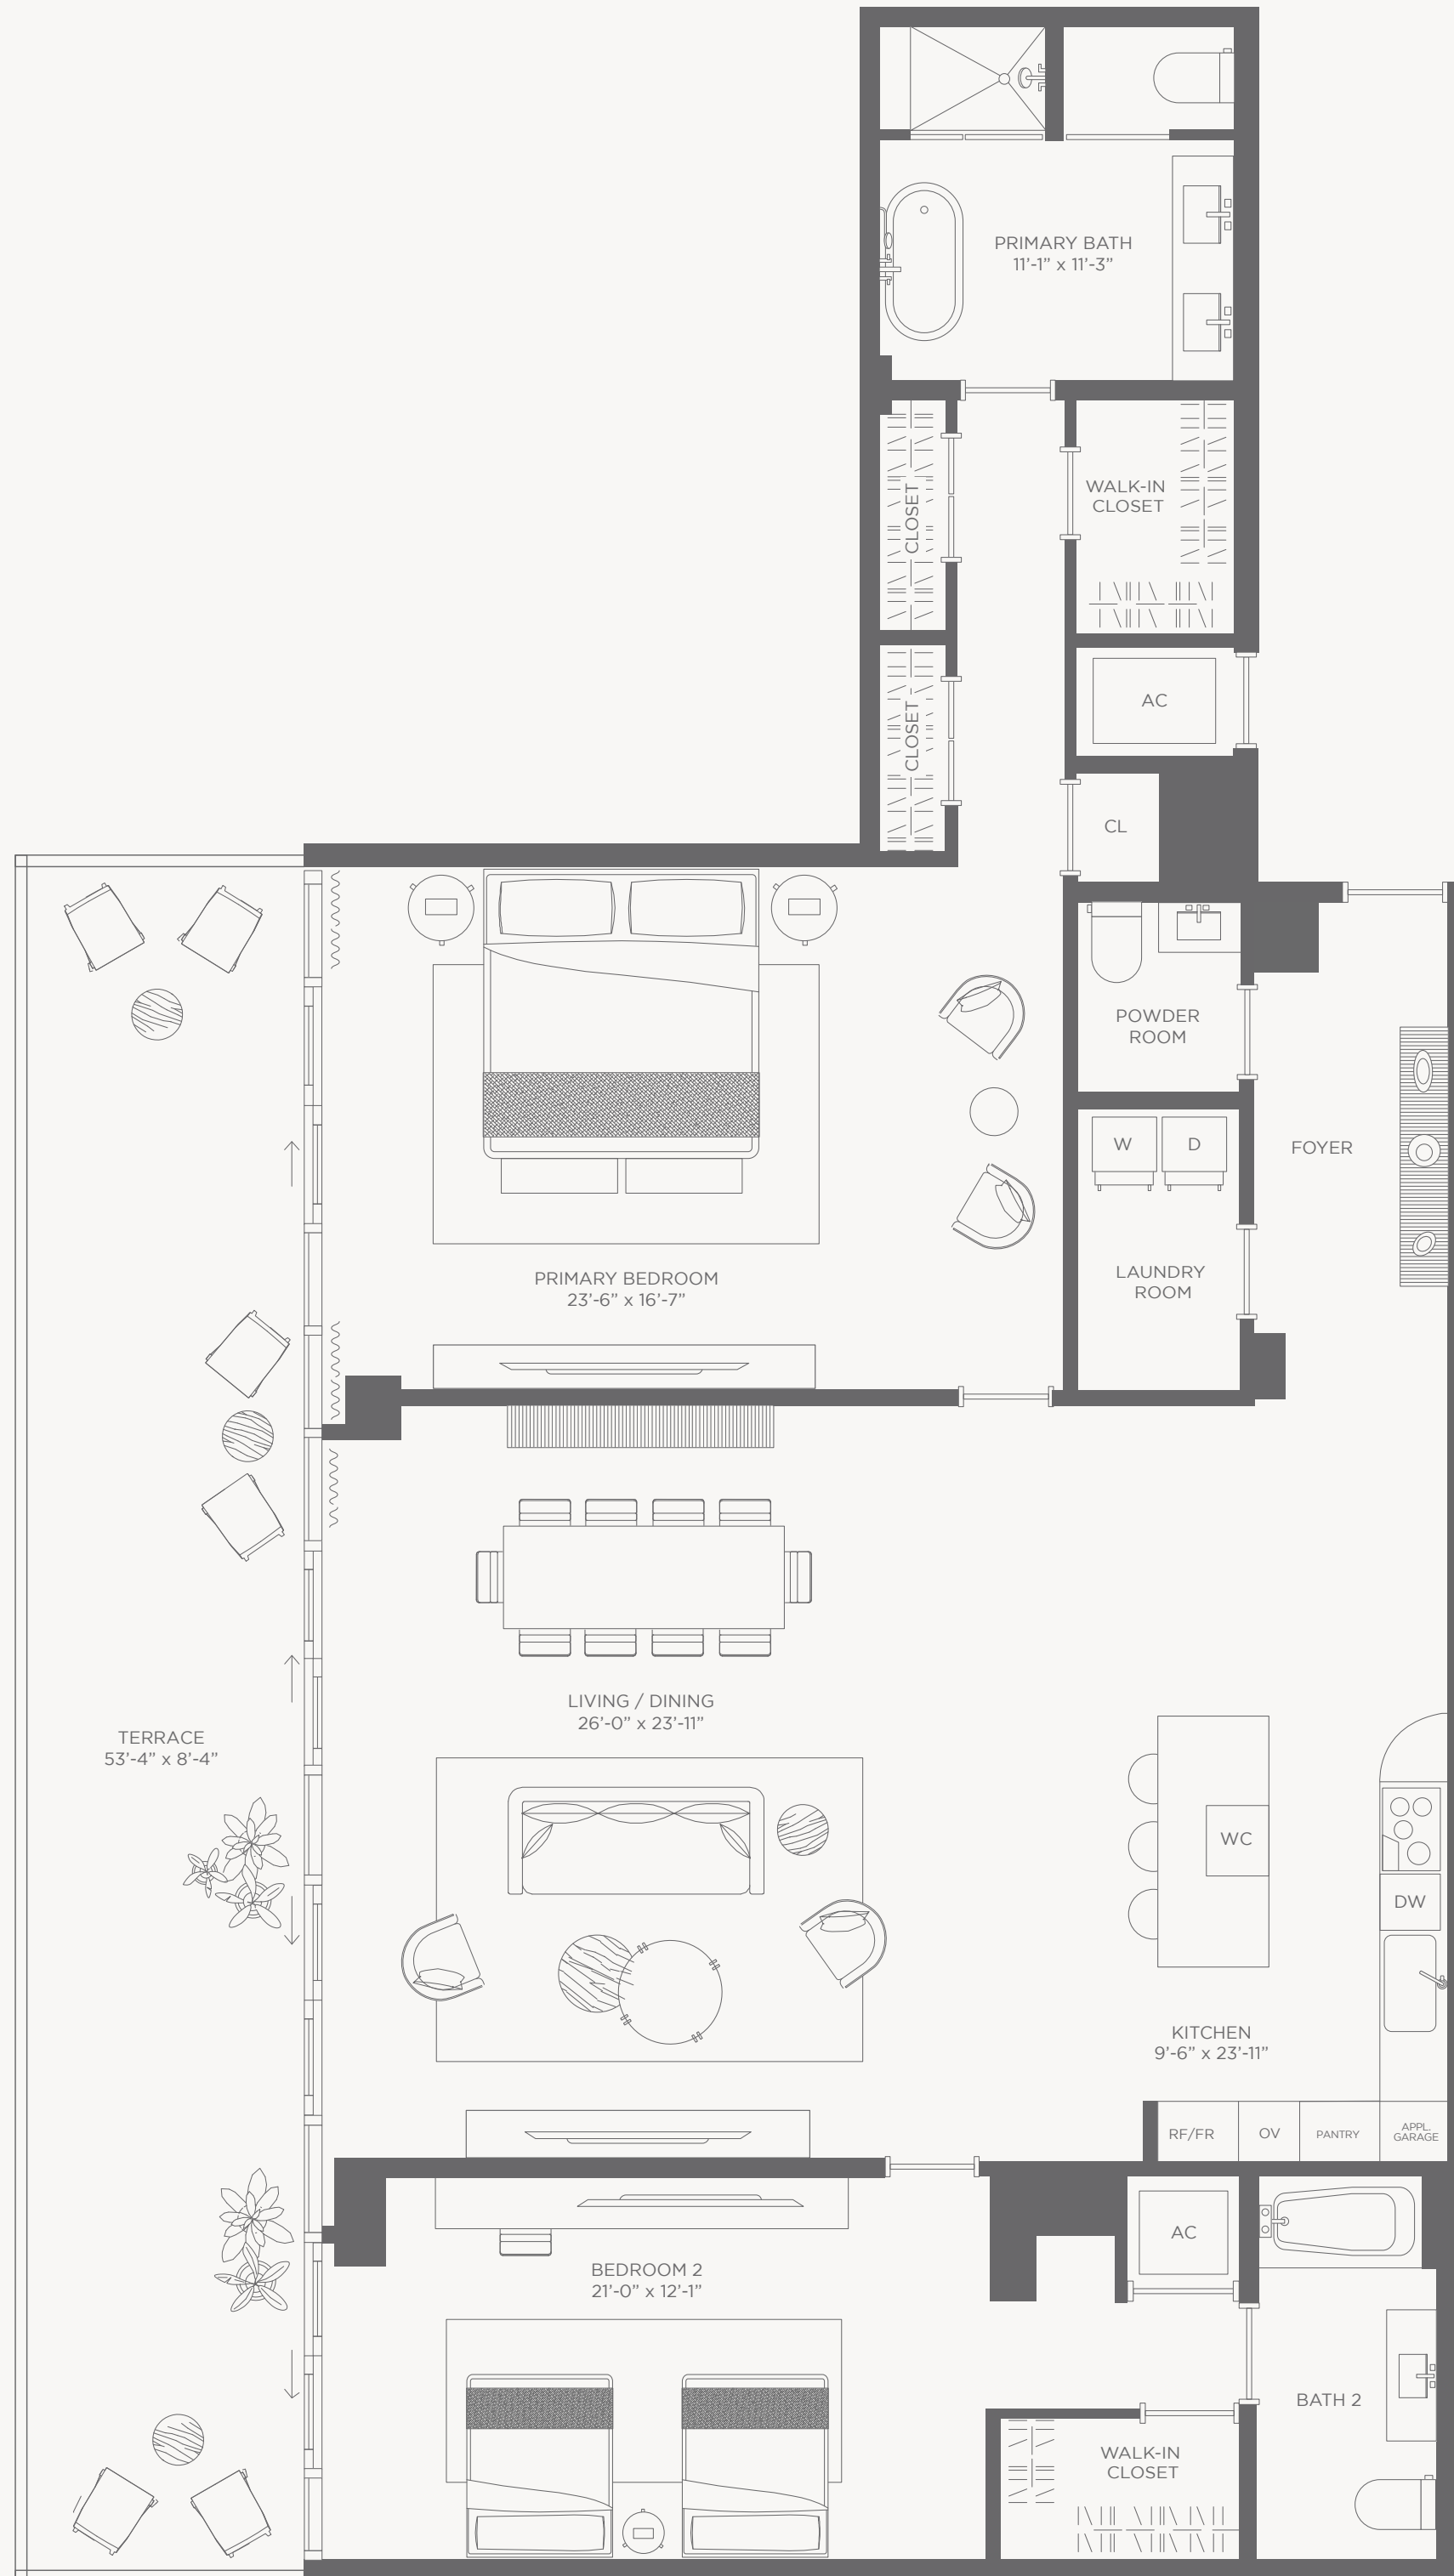 PRIMARY BATH
11’-1” x 11’-3”
CLOSET
WALK-IN
CLOSET
CLOSET
AC
CL
POWDER
ROOM
W
D
FOYER
LAUNDRY
ROOM
PRIMARY BEDROOM
23’-6” x 16’-7”
LIVING / DINING
26’-0” x 23’-11”
TERRACE
53’-4” x 8’-4”
WC
DW
KITCHEN
9’-6” x 23’-11”
RF/FR
OV
PANTRY
APPL.
GARAGE
AC
BEDROOM 2
21’-0” x 12’-1”
BATH 2
WALK-IN
CLOSET